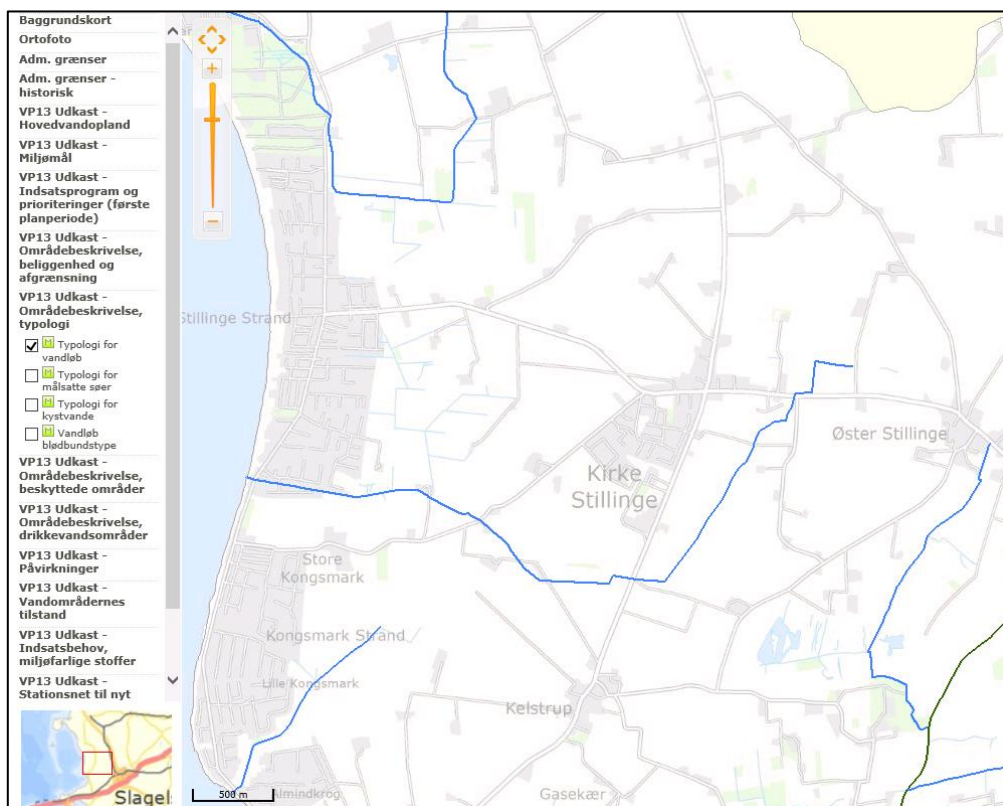 Baggrundskort
Ortofoto
Adm. grænser
Adm. grænser -
historisk
VP13 Udkast -
Hovedvandopland
VP13 Udkast -
Miljømål
VP13 Udkast -
Indsatsprogram og
prioriteringer (første
planperiode)
VP13 Udkast -
Områdebeskrivelse,
beliggenhed og
afgrænsning
VP13 Udkast -
Områdebeskrivelse,
typologi
Typologi for
vandløb
Typologi for
målsatte søer
Typologi for
kystvande
Vandløb
blødbundstype
VP13 Udkast -
Områdebeskrivelse,
beskyttede områder
VP13 Udkast -
Områdebeskrivelse,
drikkevandsområder
VP13 Udkast -
Påvirkninger
VP13 Udkast -
Vandområdernes
tilstand
VP13 Udkast -
Indsatsbehov,
miljøfarlige stoffer
VP13 Udkast -
Stationsnet til nyt
Slagels
Stillinge Strand
Kirke
Stillinge
Øster Stillinge
Store
Kongsmark
Kongsmark Strand
Lille Kongsmark
Kelstrup
500 m
Almindkrog
Gasekær